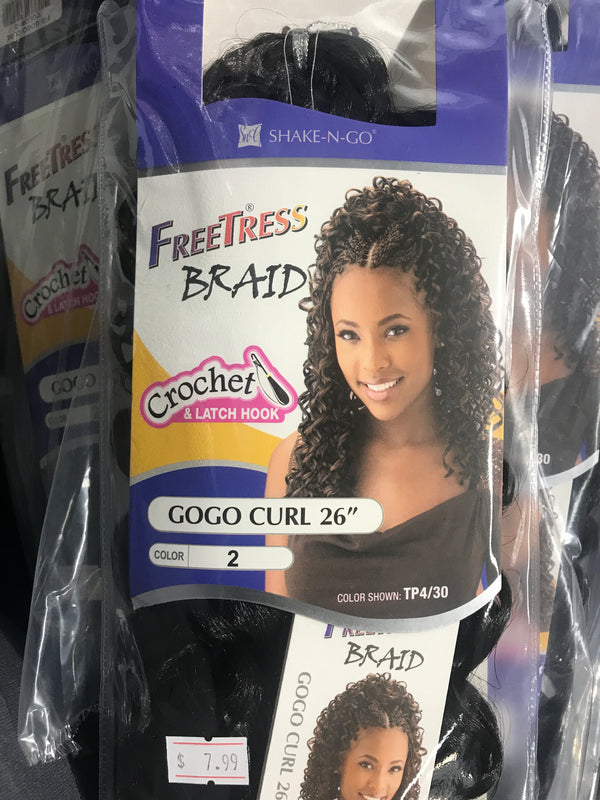 S&G SHAKE-N-GO®
FREETRESS®
BRAID
Crochet
& LATCH HOOK
GOGO CURL 26”
COLOR 2
COLOR SHOWN: TP4/30
BRAID
GOGO CURL 26
$ 7.99
FREETRESS
BRAID
Crochet
& LATCH HOOK
GOGO
/30